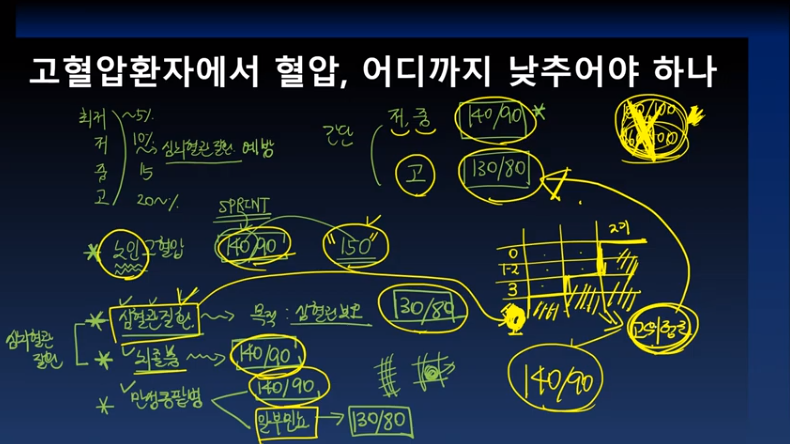 고혈압환자에서 혈압, 어디까지 낮추어야 하나
최저 ~5%
저 10%
중 15
고 20~%
심뇌혈관질환 예방
간단
저, 중 140/90
고 130/80
SPRINT
노인고혈압 140/90 "150"
심뇌혈관
질환
심혈관질환 목적 : 심혈관보호 130/80
뇌졸중 140/90
만성콩팥병 140/90
알부민뇨 130/80
2기
0
1-2
3
고위험군
140/90